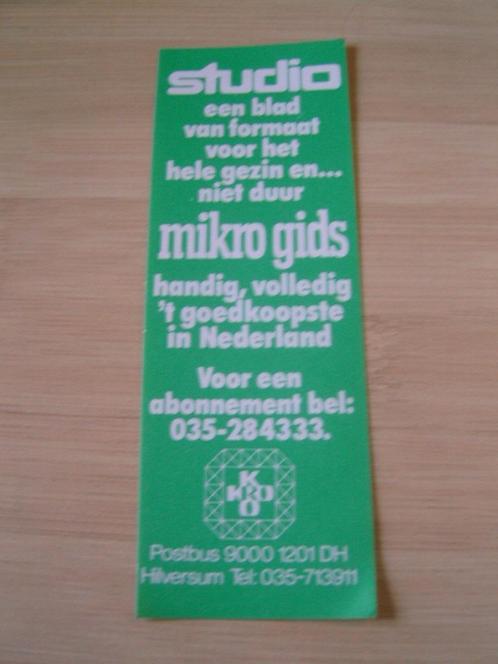 studio
een blad
van formaat
voor het
hele gezin en...
niet duur
mikro gids
handig, volledig
't goedkoopste
in Nederland
Voor een
abonnement bel:
035-284333.
KRO
KRO
Postbus 9000 1201 DH
Hilversum Tel: 035-713911